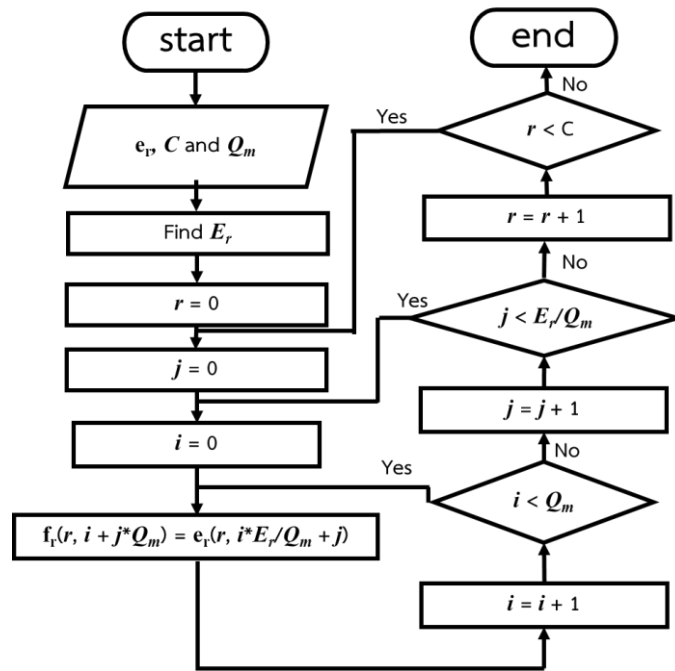 start
e_r, C and Q_m
Find E_r
r = 0
j = 0
i = 0
f_r(r, i + j*Q_m) = e_r(r, i*E_r/Q_m + j)
i = i + 1
i < Q_m
Yes
No
j = j + 1
j < E_r/Q_m
Yes
No
r = r + 1
r < C
Yes
No
end